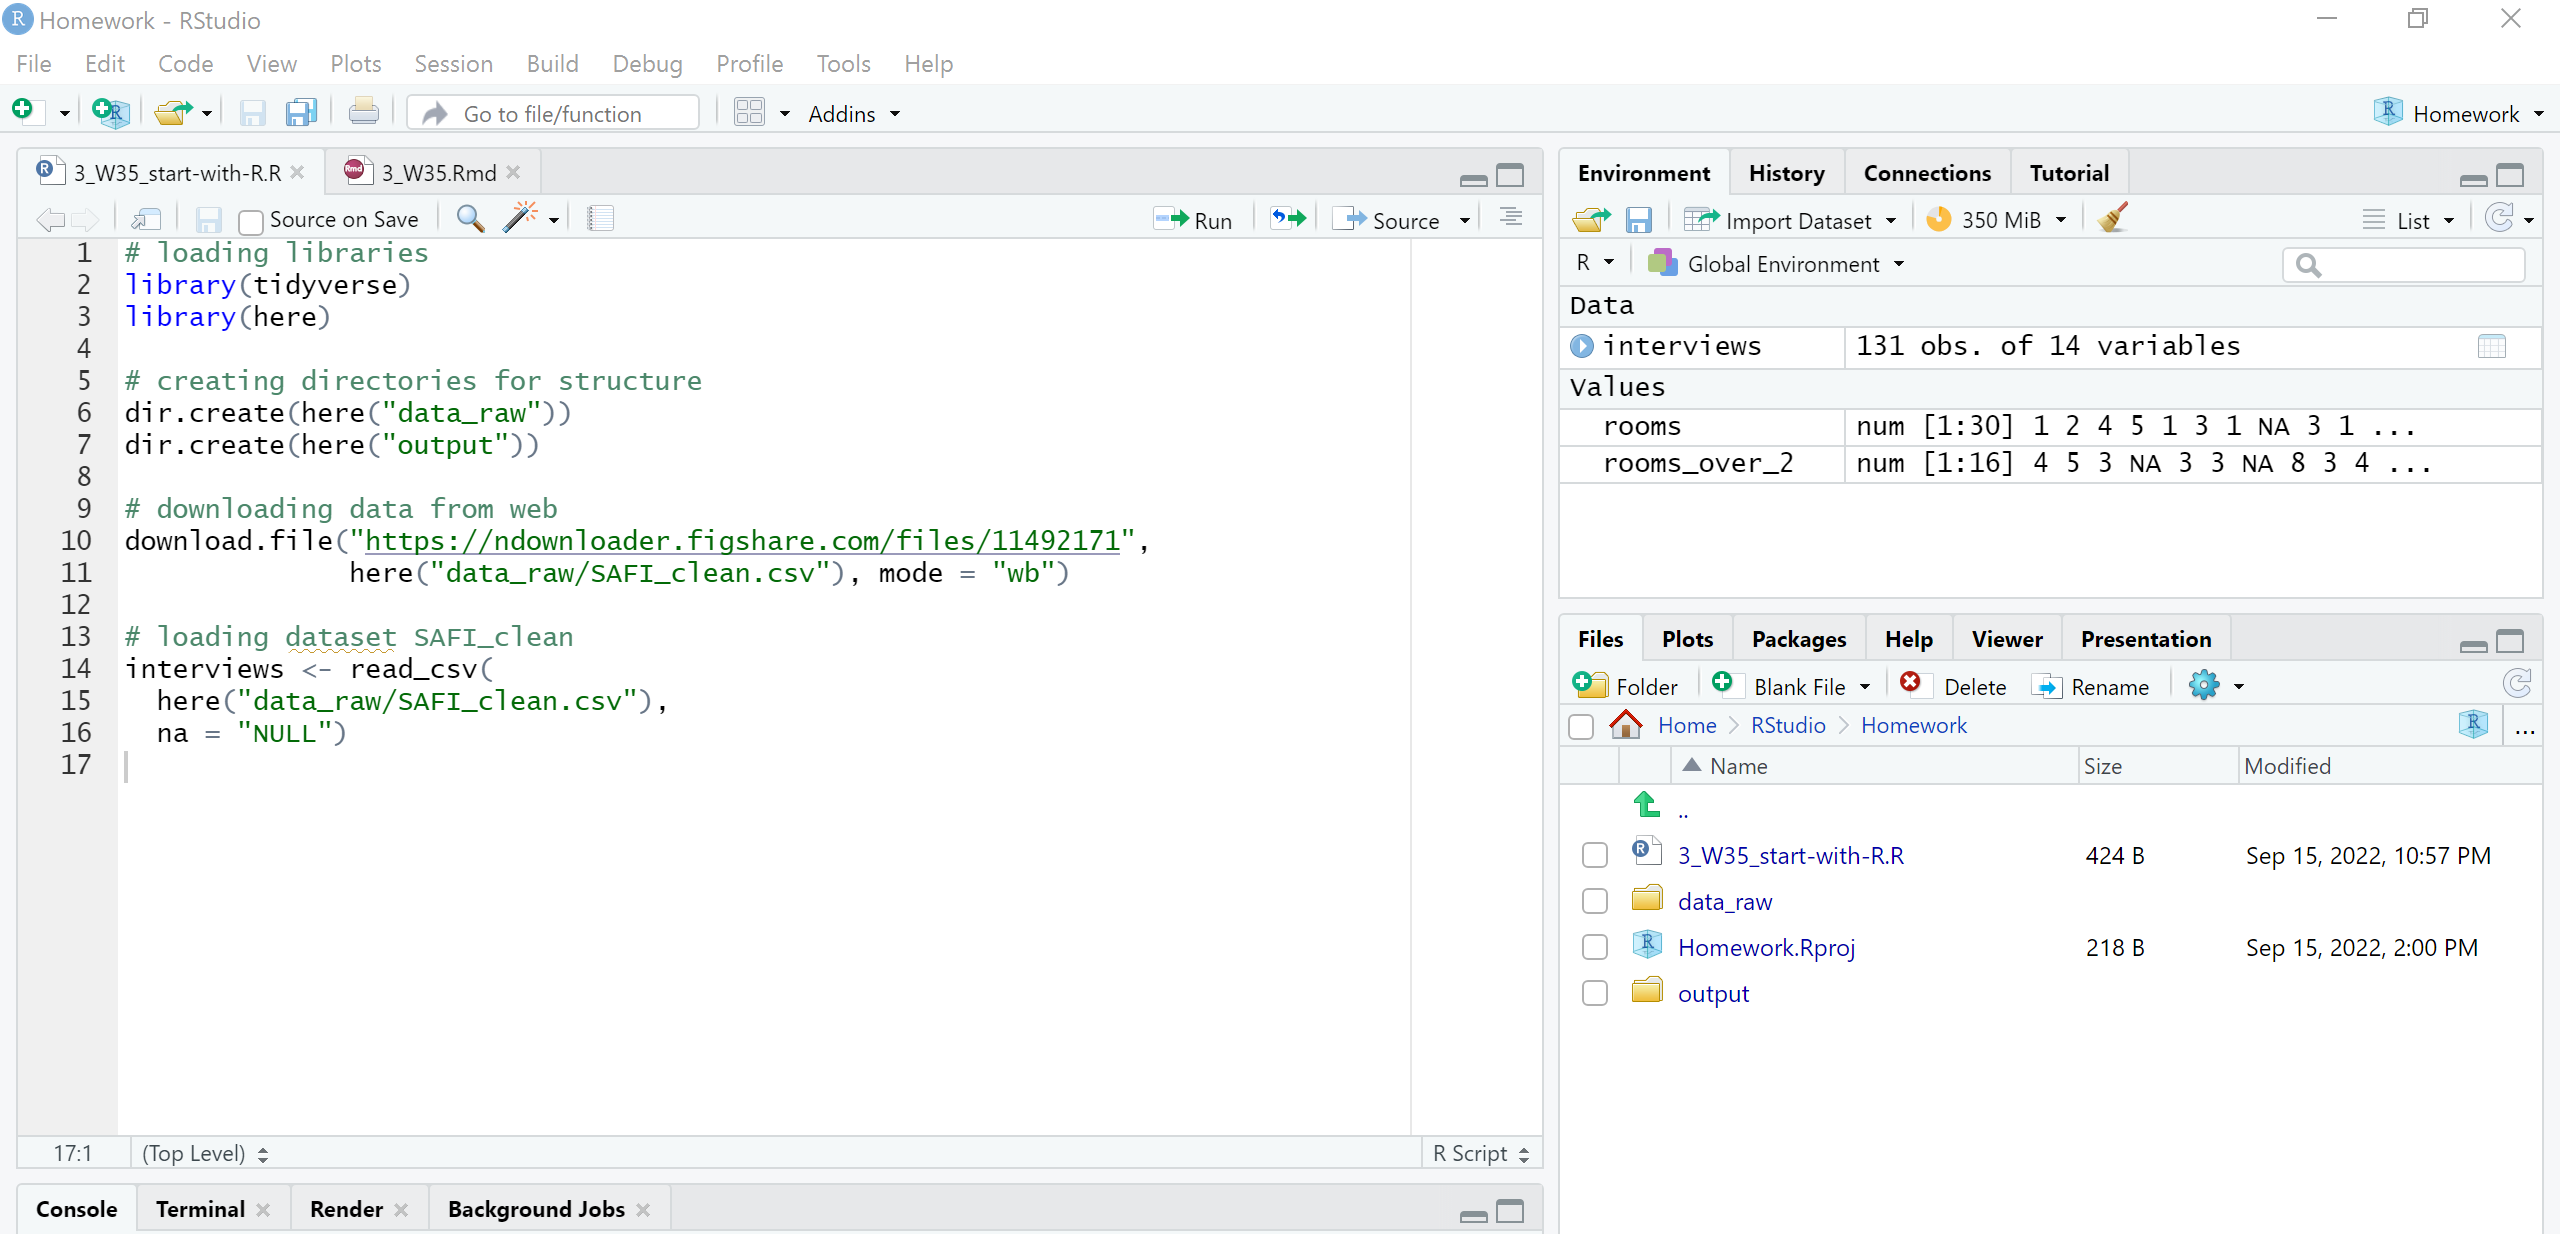 Homework - RStudio
File Edit Code View Plots Session Build Debug Profile Tools Help
Go to file/function Addins Homework
3_W35_start-with-R.R 3_W35.Rmd
Source on Save Run Source
1 # loading libraries
2 library(tidyverse)
3 library(here)
4
5 # creating directories for structure
6 dir.create(here("data_raw"))
7 dir.create(here("output"))
8
9 # downloading data from web
10 download.file("https://ndownloader.figshare.com/files/11492171",
11 here("data_raw/SAFI_clean.csv"), mode = "wb")
12
13 # loading dataset SAFI_clean
14 interviews <- read_csv(
15 here("data_raw/SAFI_clean.csv"),
16 na = "NULL")
17
17:1 (Top Level) R Script
Console Terminal Render Background Jobs
Environment History Connections Tutorial
Import Dataset 350 MiB List
R Global Environment
Data
interviews 131 obs. of 14 variables
Values
rooms num [1:30] 1 2 4 5 1 3 1 NA 3 1 ...
rooms_over_2 num [1:16] 4 5 3 NA 3 3 NA 8 3 4 ...
Files Plots Packages Help Viewer Presentation
Folder Blank File Delete Rename
Home RStudio Homework ...
Name Size Modified
..
3_W35_start-with-R.R 424 B Sep 15, 2022, 10:57 PM
data_raw
Homework.Rproj 218 B Sep 15, 2022, 2:00 PM
output